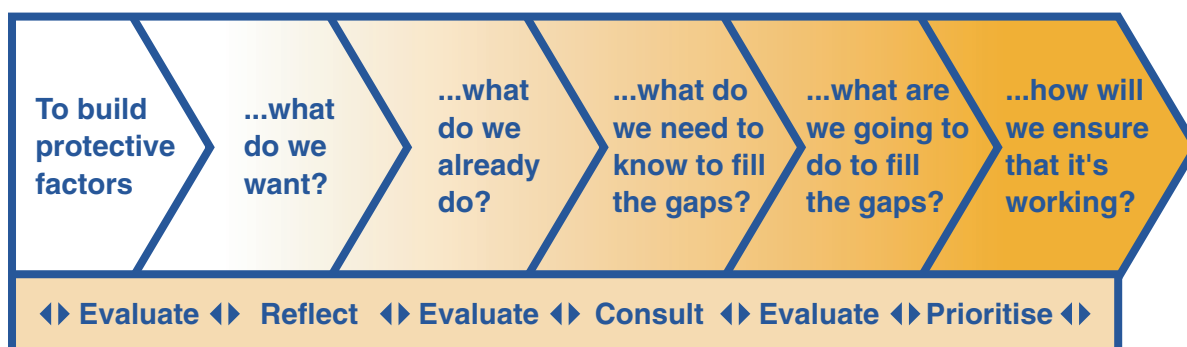 To build
protective
factors
...what
do we
want?
...what
do we
already
do?
...what do
we need to
know to fill
the gaps?
...what are
we going to
do to fill
the gaps?
...how will
we ensure
that it's
working?
Evaluate Reflect Evaluate Consult Evaluate Prioritise